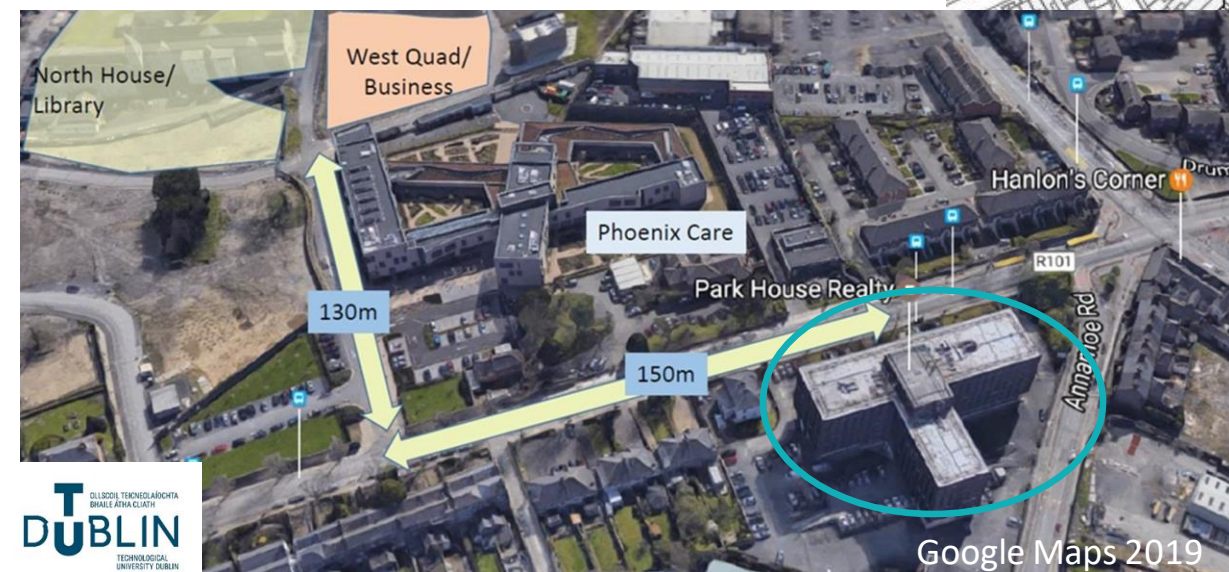 North House/
Library
West Quad/
Business
Hanlon's Corner
Phoenix Care
R101
Park House Realty
130m
150m
Annamoe Rd
OLLSCOIL TEICNEOLAÍOCHTA
BHAILE ÁTHA CLIATH
DUBLIN
TECHNOLOGICAL
UNIVERSITY DUBLIN
Google Maps 2019